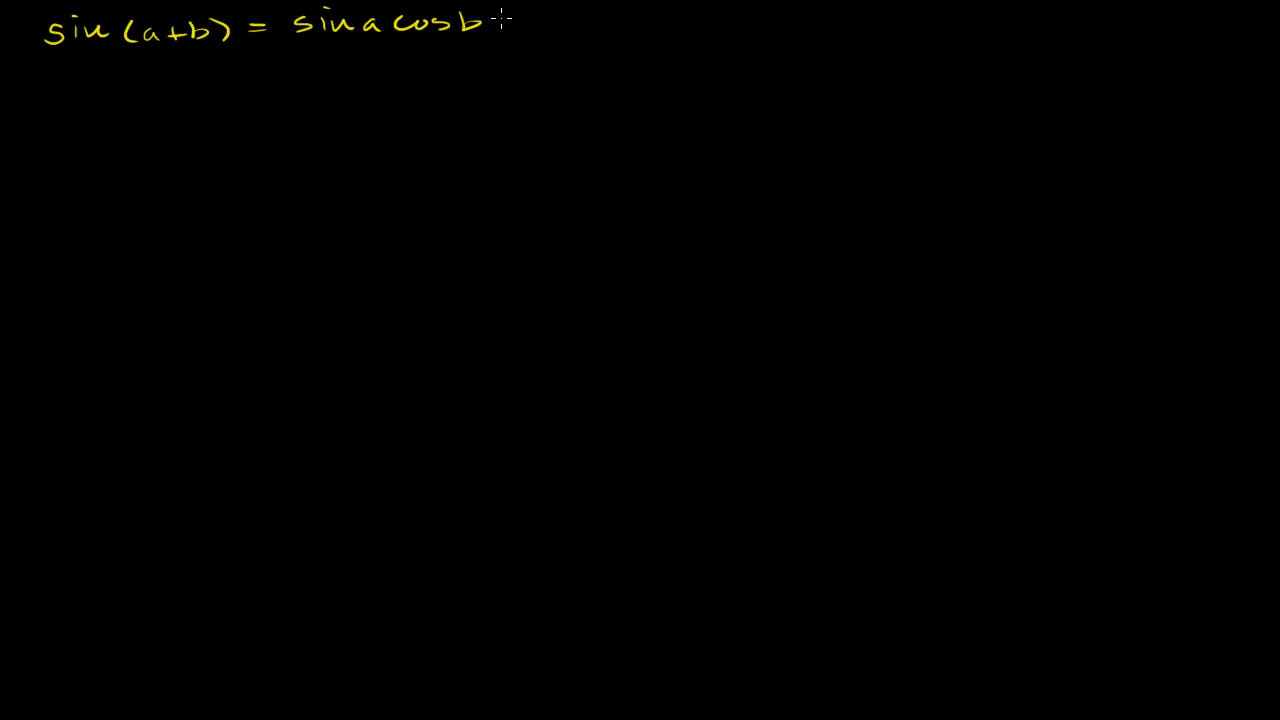 sin(a+b) = sin a cos b